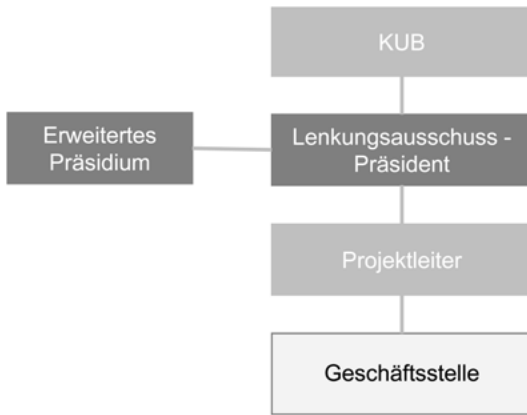 KUB
Erweitertes
Präsidium
Lenkungsausschuss -
Präsident
Projektleiter
Geschäftsstelle